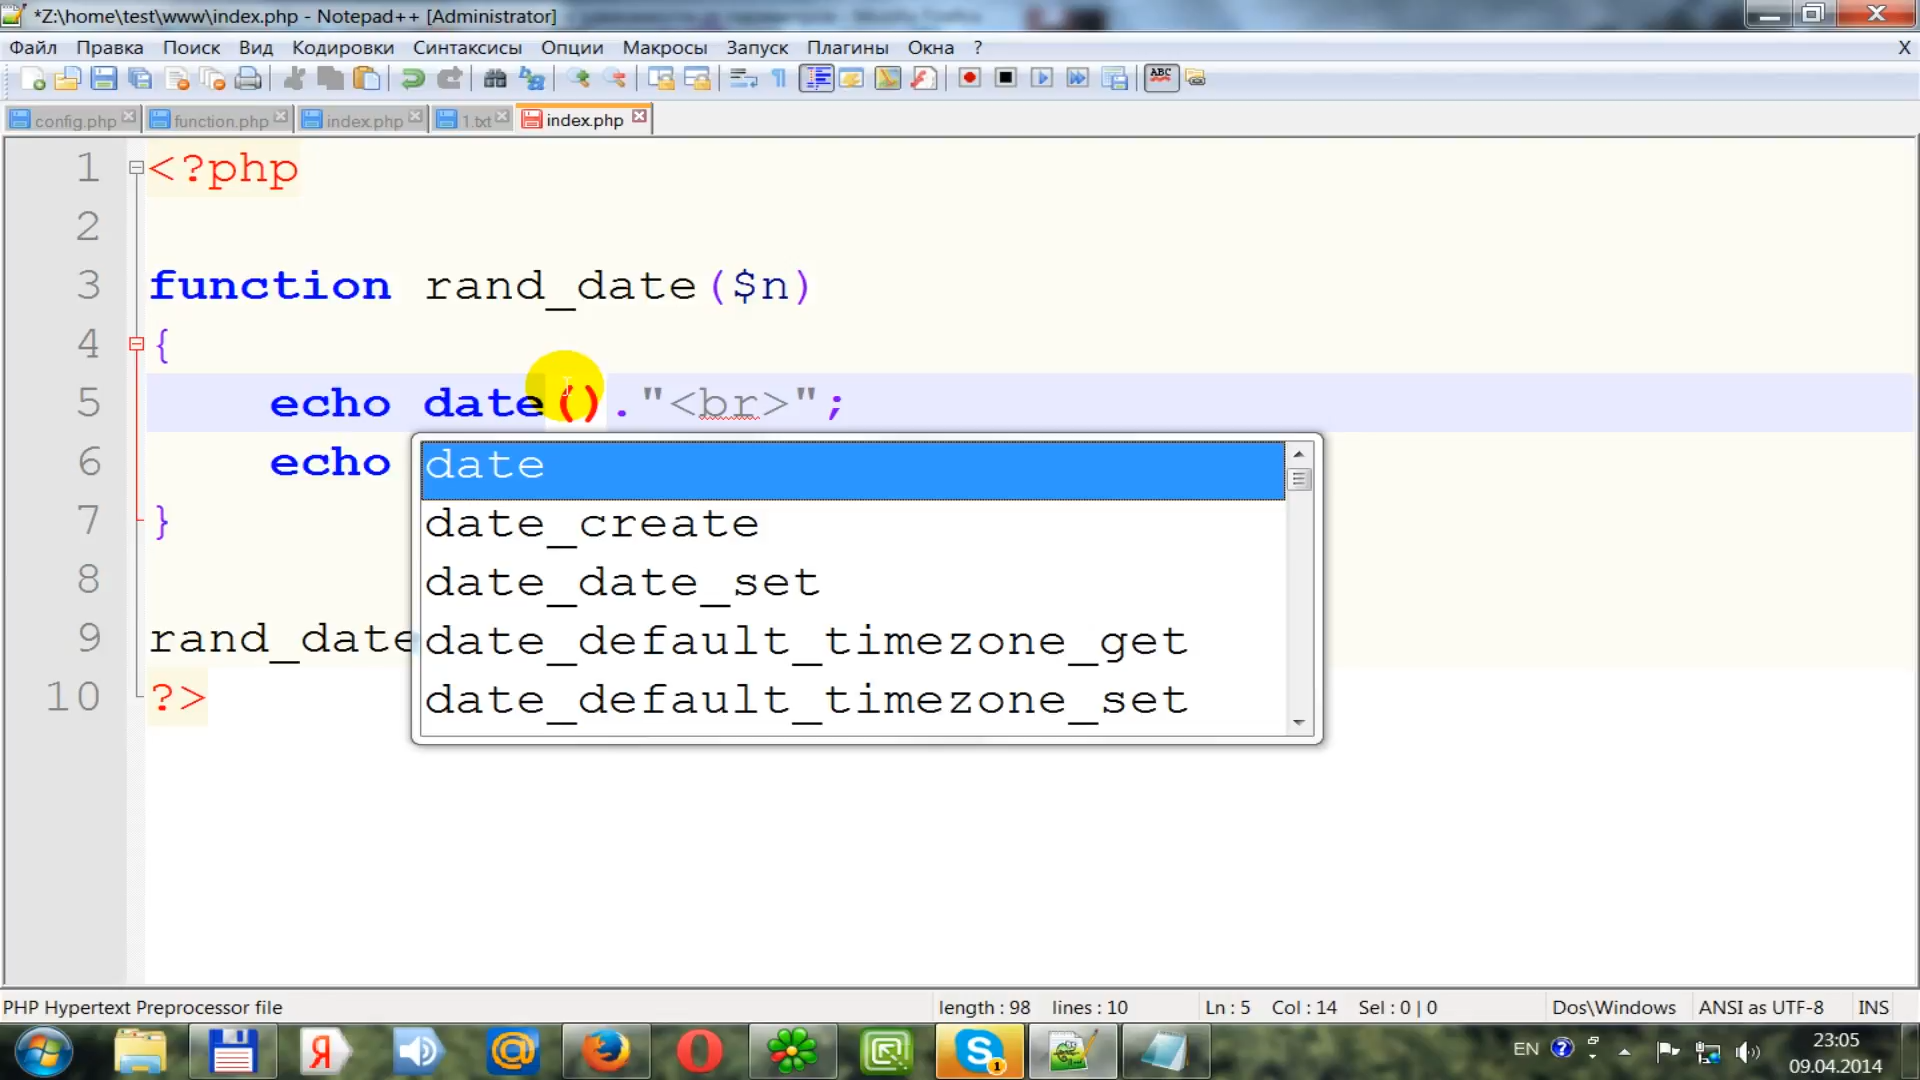 *Z:\home\test\www\index.php - Notepad++ [Administrator]
Файл Правка Поиск Вид Кодировки Синтаксисы Опции Макросы Запуск Плагины Окна ? X
ABC
config.php function.php index.php 1.txt index.php
1 <?php
2
3 function rand_date($n)
4 {
5 echo date()."<br>";
6 echo
7 }
8
9 rand_date
10 ?>
date
date_create
date_date_set
date_default_timezone_get
date_default_timezone_set
PHP Hypertext Preprocessor file length : 98 lines : 10 Ln : 5 Col : 14 Sel : 0 | 0 Dos\Windows ANSI as UTF-8 INS
EN 23:05
09.04.2014